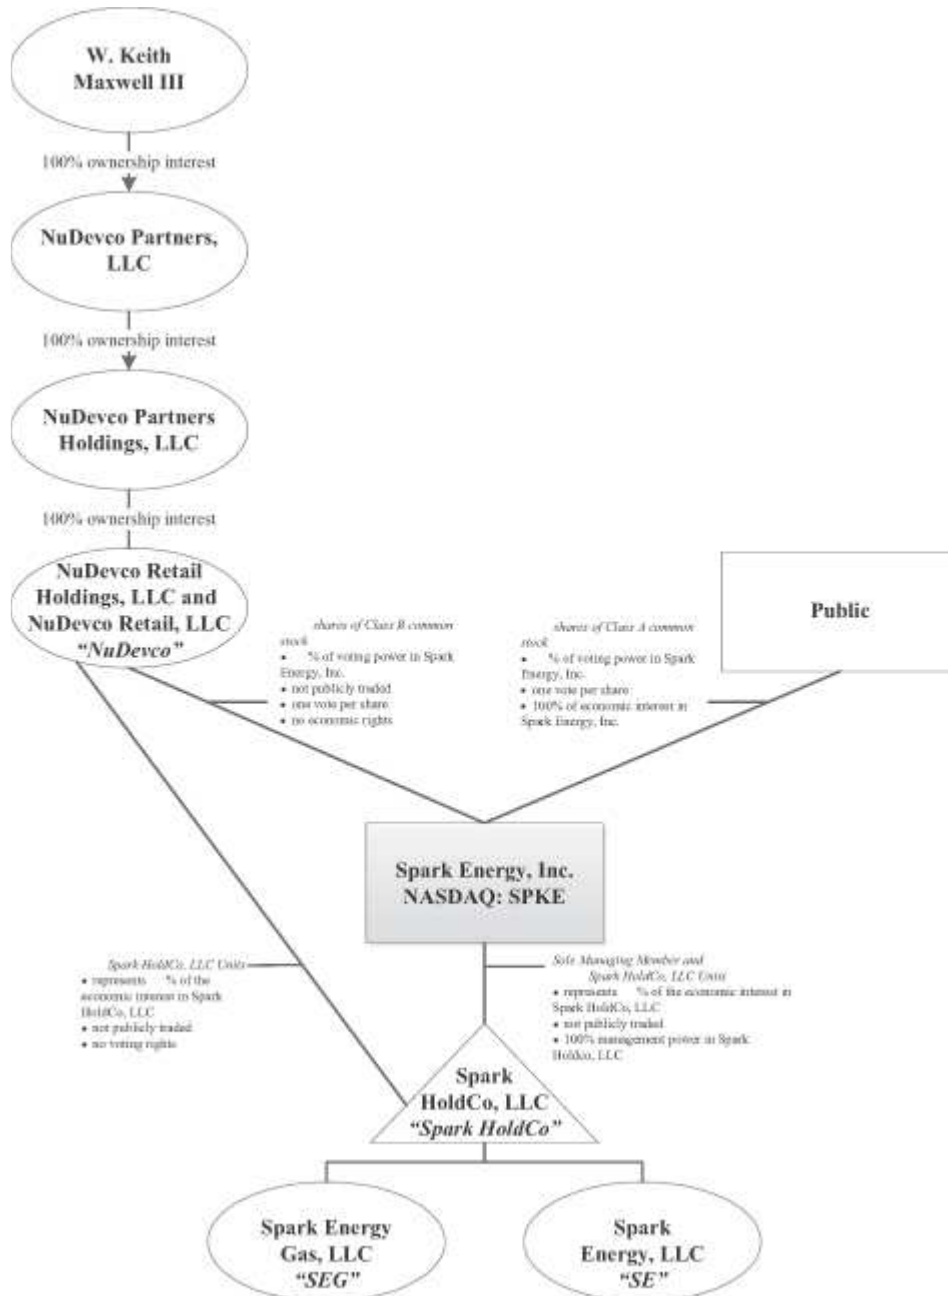 W. Keith
Maxwell III
100% ownership interest
NuDevco Partners,
LLC
100% ownership interest
NuDevco Partners
Holdings, LLC
100% ownership interest
NuDevco Retail
Holdings, LLC and
NuDevco Retail, LLC
“NuDevco”
shares of Class B common
stock
• % of voting power in Spark
Energy, Inc.
• not publicly traded
• one vote per share
• no economic rights
shares of Class A common
stock
• % of voting power in Spark
Energy, Inc.
• one vote per share
• 100% of economic interest in
Spark Energy, Inc.
Public
Spark Energy, Inc.
NASDAQ: SPKE
Spark HoldCo, LLC Units
• represents % of the
economic interest in Spark
HoldCo, LLC
• not publicly traded
• no voting rights
Sole Managing Member and
Spark HoldCo, LLC Units
• represents % of the economic interest in
Spark HoldCo, LLC
• not publicly traded
• 100% management power in Spark
Holdco, LLC
Spark
HoldCo, LLC
“Spark HoldCo”
Spark Energy
Gas, LLC
“SEG”
Spark
Energy, LLC
“SE”